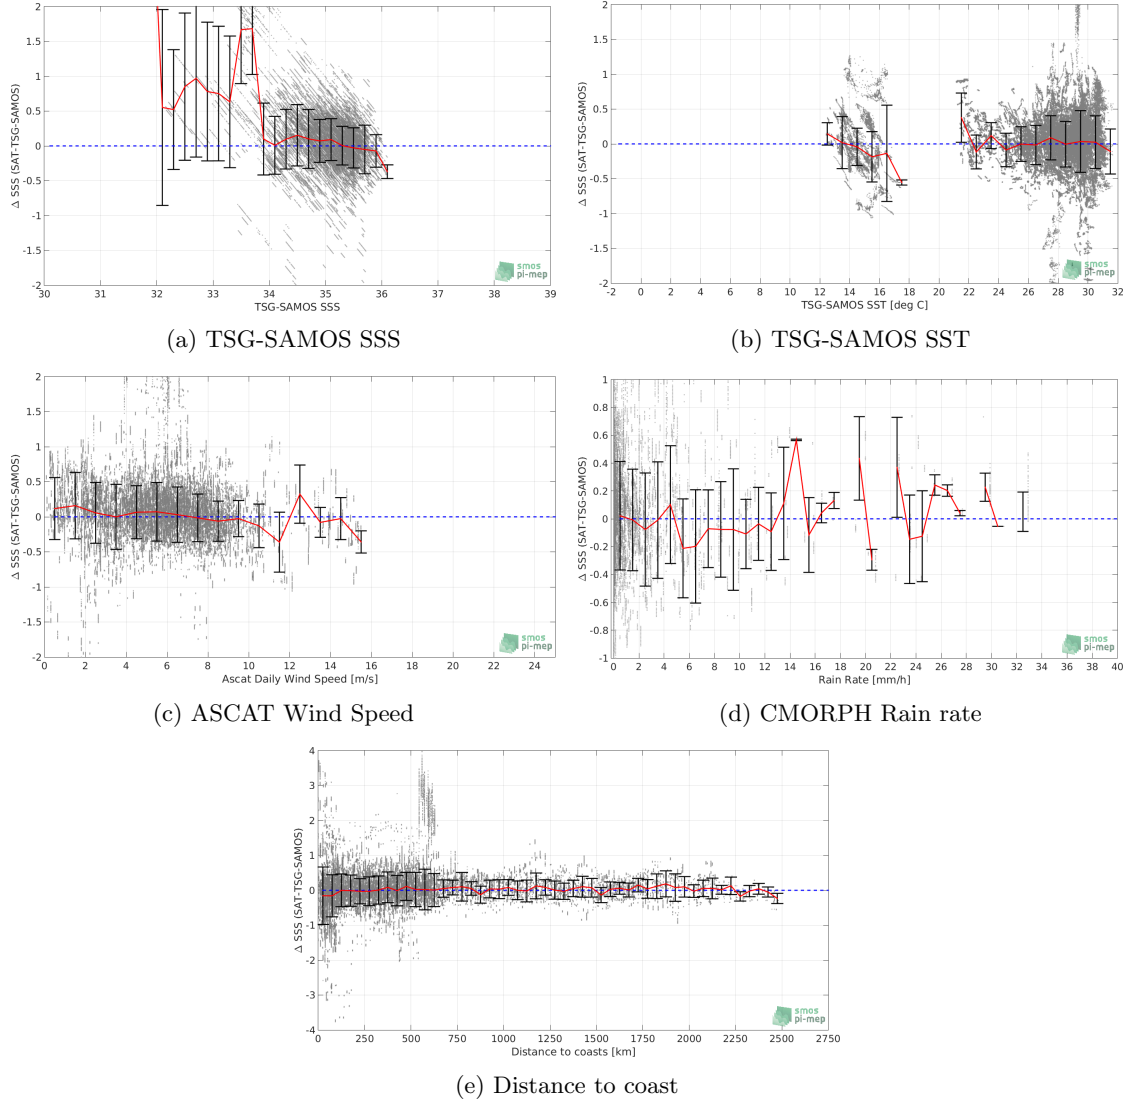 2
1.5
1
0.5
0
-0.5
-1
-1.5
-2
Δ SSS (SAT-TSG-SAMOS)
30 31 32 33 34 35 36 37 38 39
TSG-SAMOS SSS
smos
pi-mep
(a) TSG-SAMOS SSS
2
1.5
1
0.5
0
-0.5
-1
-1.5
-2
Δ SSS (SAT-TSG-SAMOS)
-2 0 2 4 6 8 10 12 14 16 18 20 22 24 26 28 30 32
TSG-SAMOS SST [deg C]
smos
pi-mep
(b) TSG-SAMOS SST
2
1.5
1
0.5
0
-0.5
-1
-1.5
-2
Δ SSS (SAT-TSG-SAMOS)
0 2 4 6 8 10 12 14 16 18 20 22 24
Ascat Daily Wind Speed [m/s]
smos
pi-mep
(c) ASCAT Wind Speed
1
0.8
0.6
0.4
0.2
0
-0.2
-0.4
-0.6
-0.8
-1
Δ SSS (SAT-TSG-SAMOS)
0 2 4 6 8 10 12 14 16 18 20 22 24 26 28 30 32 34 36 38 40
Rain Rate [mm/h]
smos
pi-mep
(d) CMORPH Rain rate
4
3
2
1
0
-1
-2
-3
-4
Δ SSS (SAT-TSG-SAMOS)
0 250 500 750 1000 1250 1500 1750 2000 2250 2500 2750
Distance to coasts [km]
smos
pi-mep
(e) Distance to coast